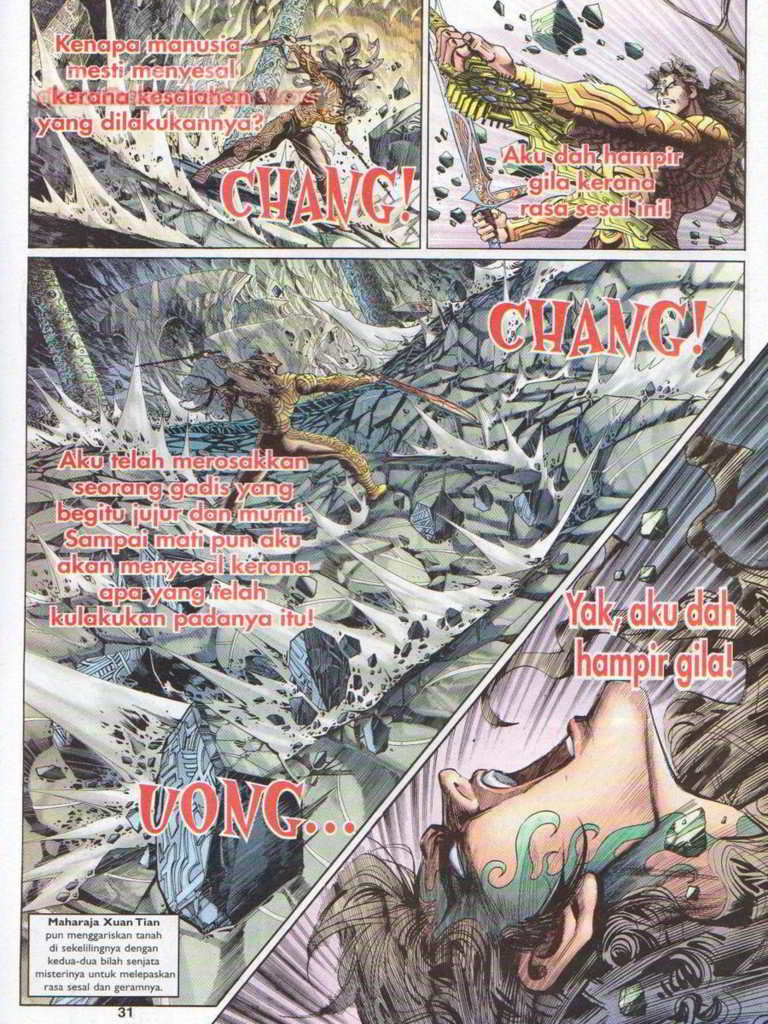 Kenapa manusia
mesti menyesal
kerana kesalahan
yang dilakukannya?
CHANG!
Aku dah hampir
gila kerana
rasa sesal ini!
CHANG!
Aku telah merosakkan
seorang gadis yang
begitu jujur dan murni.
Sampai mati pun aku
akan menyesal kerana
apa yang telah
kulakukan padanya itu!
Yak, aku dah
hampir gila!
UONG...
Maharaja Xuan Tian
pun menggariskan tanah
di sekelilingnya dengan
kedua-dua bilah senjata
misterinya untuk melepaskan
rasa sesal dan geramnya.
31